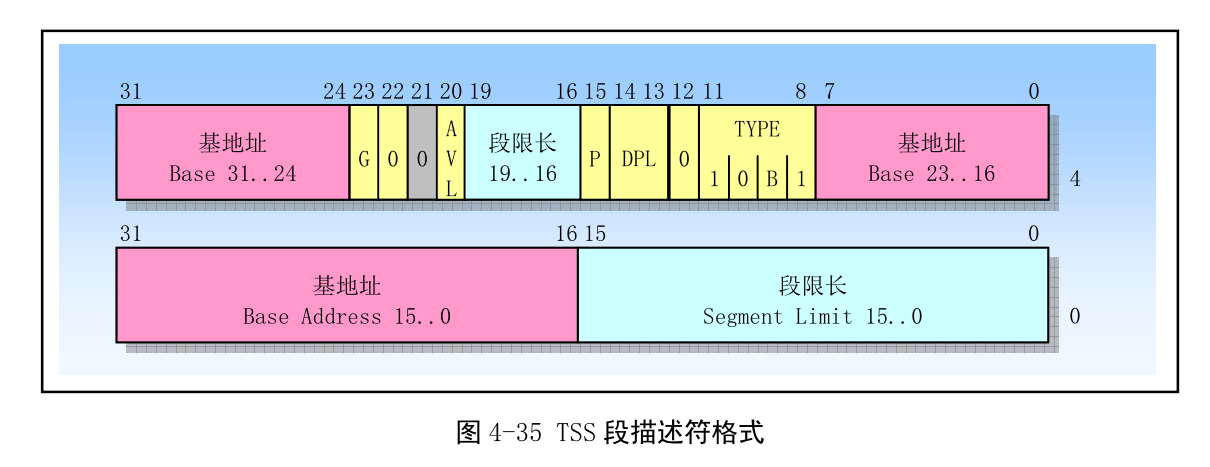 31 24 23 22 21 20 19 16 15 14 13 12 11 8 7 0
基地址
Base 31..24
G
0
0
A
V
L
段限长
19..16
P
DPL
0
TYPE
1 0 B 1
基地址
Base 23..16
4
31 16 15 0
基地址
Base Address 15..0
段限长
Segment Limit 15..0
0
图 4-35 TSS 段描述符格式